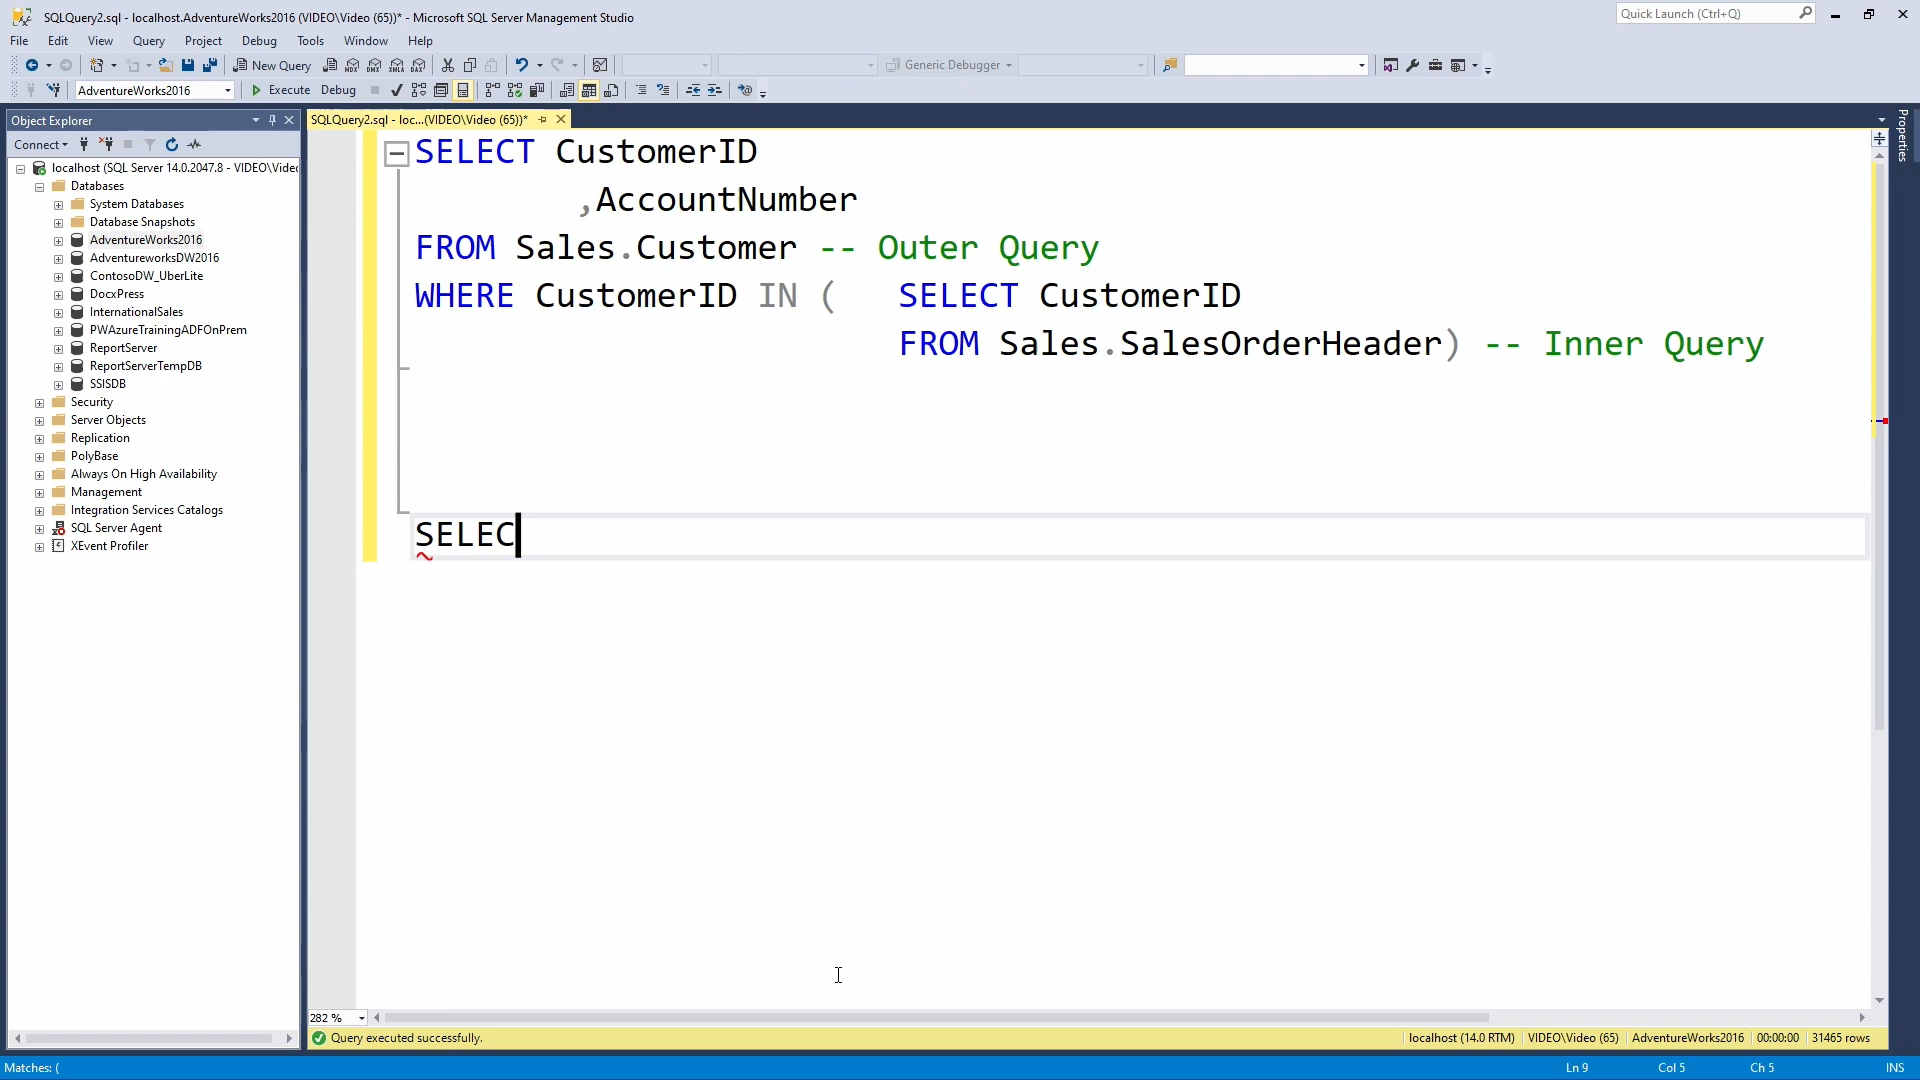 SQLQuery2.sql - localhost.AdventureWorks2016 (VIDEO\Video (65))* - Microsoft SQL Server Management Studio
Quick Launch (Ctrl+Q)
File Edit View Query Project Debug Tools Window Help
New Query
MDX DMX XMLA DAX
Generic Debugger
AdventureWorks2016
Execute Debug
Object Explorer
SQLQuery2.sql - loc...(VIDEO\Video (65))*
Properties
Connect
localhost (SQL Server 14.0.2047.8 - VIDEO\Video
Databases
System Databases
Database Snapshots
AdventureWorks2016
AdventureworksDW2016
ContosoDW_UberLite
DocxPress
InternationalSales
PWAzureTrainingADFOnPrem
ReportServer
ReportServerTempDB
SSISDB
Security
Server Objects
Replication
PolyBase
Always On High Availability
Management
Integration Services Catalogs
SQL Server Agent
XEvent Profiler
SELECT CustomerID
,AccountNumber
FROM Sales.Customer -- Outer Query
WHERE CustomerID IN ( SELECT CustomerID
FROM Sales.SalesOrderHeader) -- Inner Query
SELEC
282 %
Query executed successfully.
localhost (14.0 RTM) VIDEO\Video (65) AdventureWorks2016 00:00:00 31465 rows
Matches: (
Ln 9 Col 5 Ch 5 INS